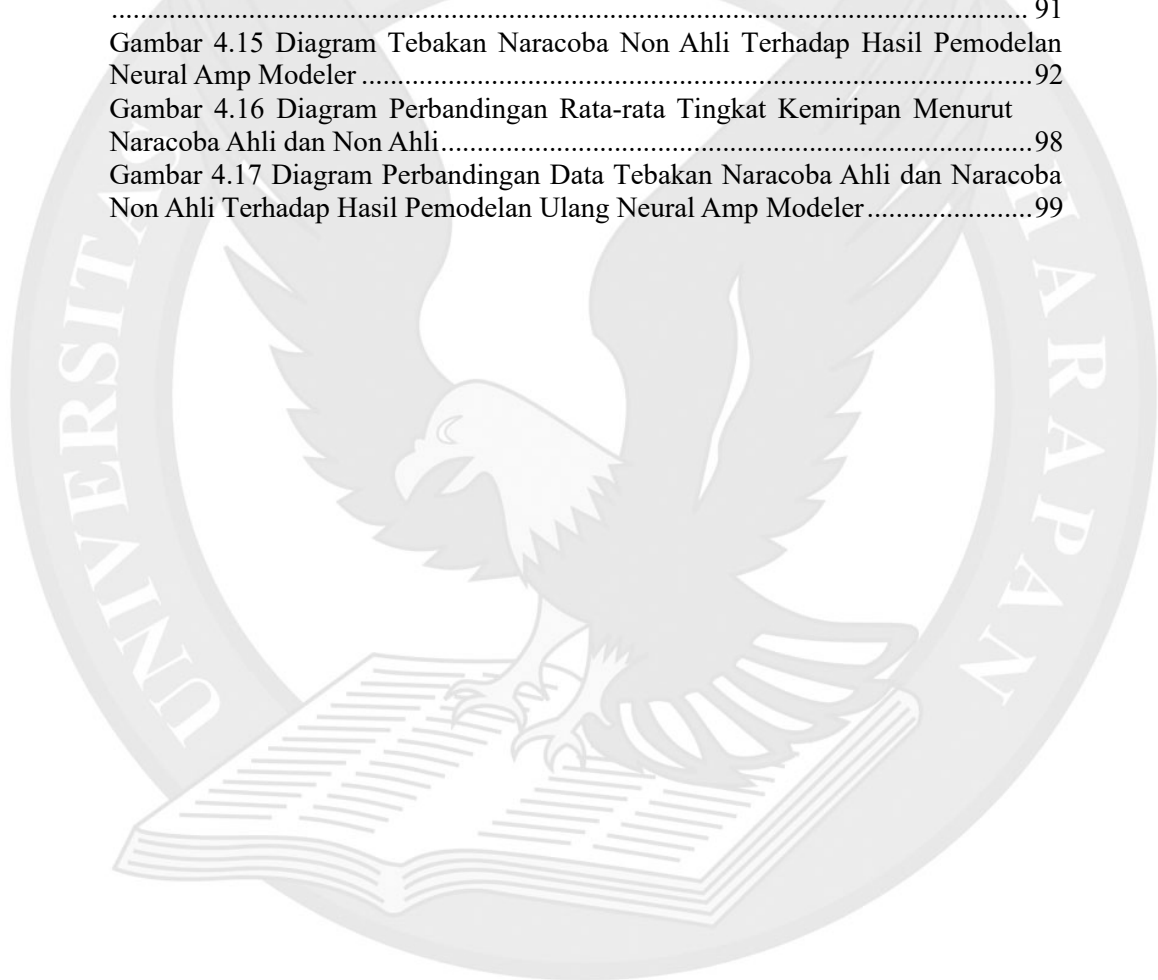 ........................................................................................................................ 91
Gambar 4.15 Diagram Tebakan Naracoba Non Ahli Terhadap Hasil Pemodelan
Neural Amp Modeler ........................................................................................92
Gambar 4.16 Diagram Perbandingan Rata-rata Tingkat Kemiripan Menurut
Naracoba Ahli dan Non Ahli..............................................................................98
Gambar 4.17 Diagram Perbandingan Data Tebakan Naracoba Ahli dan Naracoba
Non Ahli Terhadap Hasil Pemodelan Ulang Neural Amp Modeler......................99
UNIVERSITAS
HARAPAN